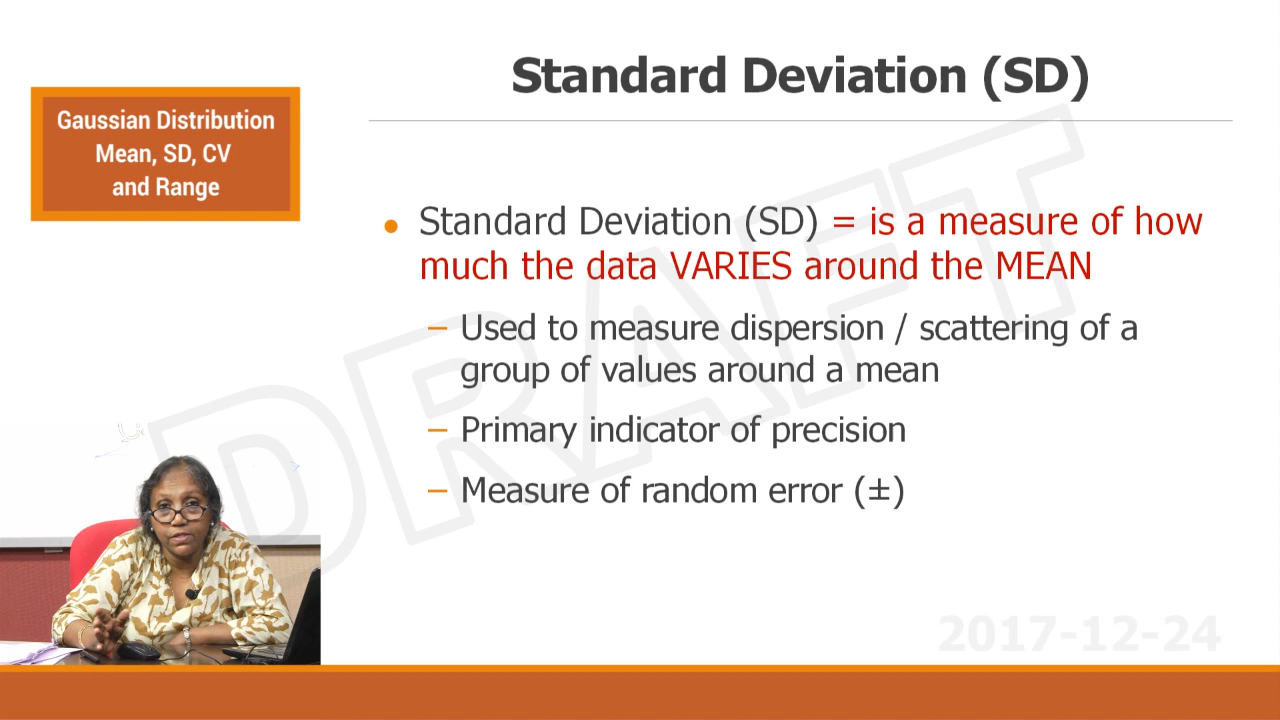 Standard Deviation (SD)
Gaussian Distribution
Mean, SD, CV
and Range
• Standard Deviation (SD) = is a measure of how
much the data VARIES around the MEAN
– Used to measure dispersion / scattering of a
group of values around a mean
– Primary indicator of precision
– Measure of random error (±)
DRAFT
2017-12-24